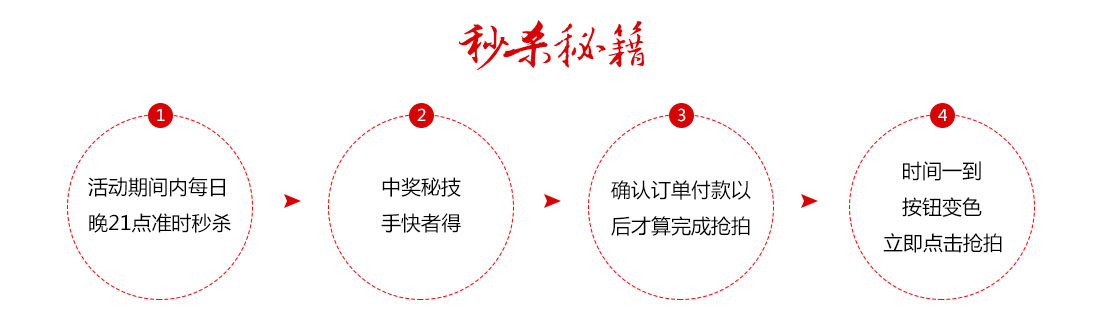 秒杀秘籍
1
活动期间内每日
晚21点准时秒杀
2
中奖秘技
手快者得
3
确认订单付款以
后才算完成抢拍
4
时间一到
按钮变色
立即点击抢拍